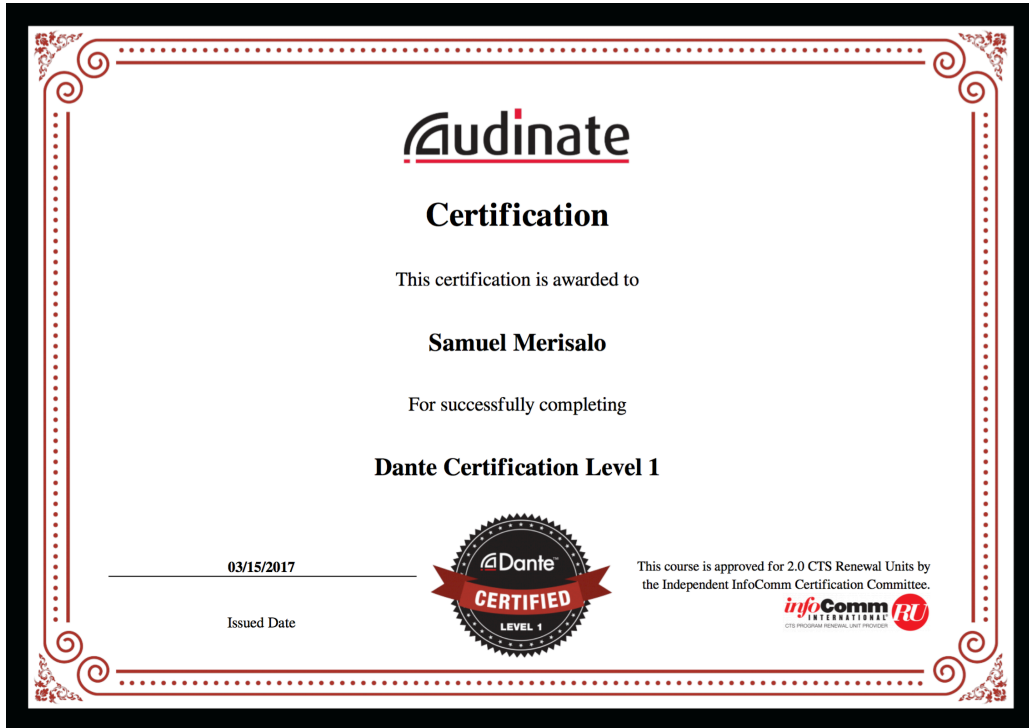 Audinate
Certification
This certification is awarded to
Samuel Merisalo
For successfully completing
Dante Certification Level 1
03/15/2017
Issued Date
Dante™
CERTIFIED
LEVEL 1
This course is approved for 2.0 CTS Renewal Units by
the Independent InfoComm Certification Committee.
infoComm
INTERNATIONAL®
CTS PROGRAM RENEWAL UNIT PROVIDER
RU